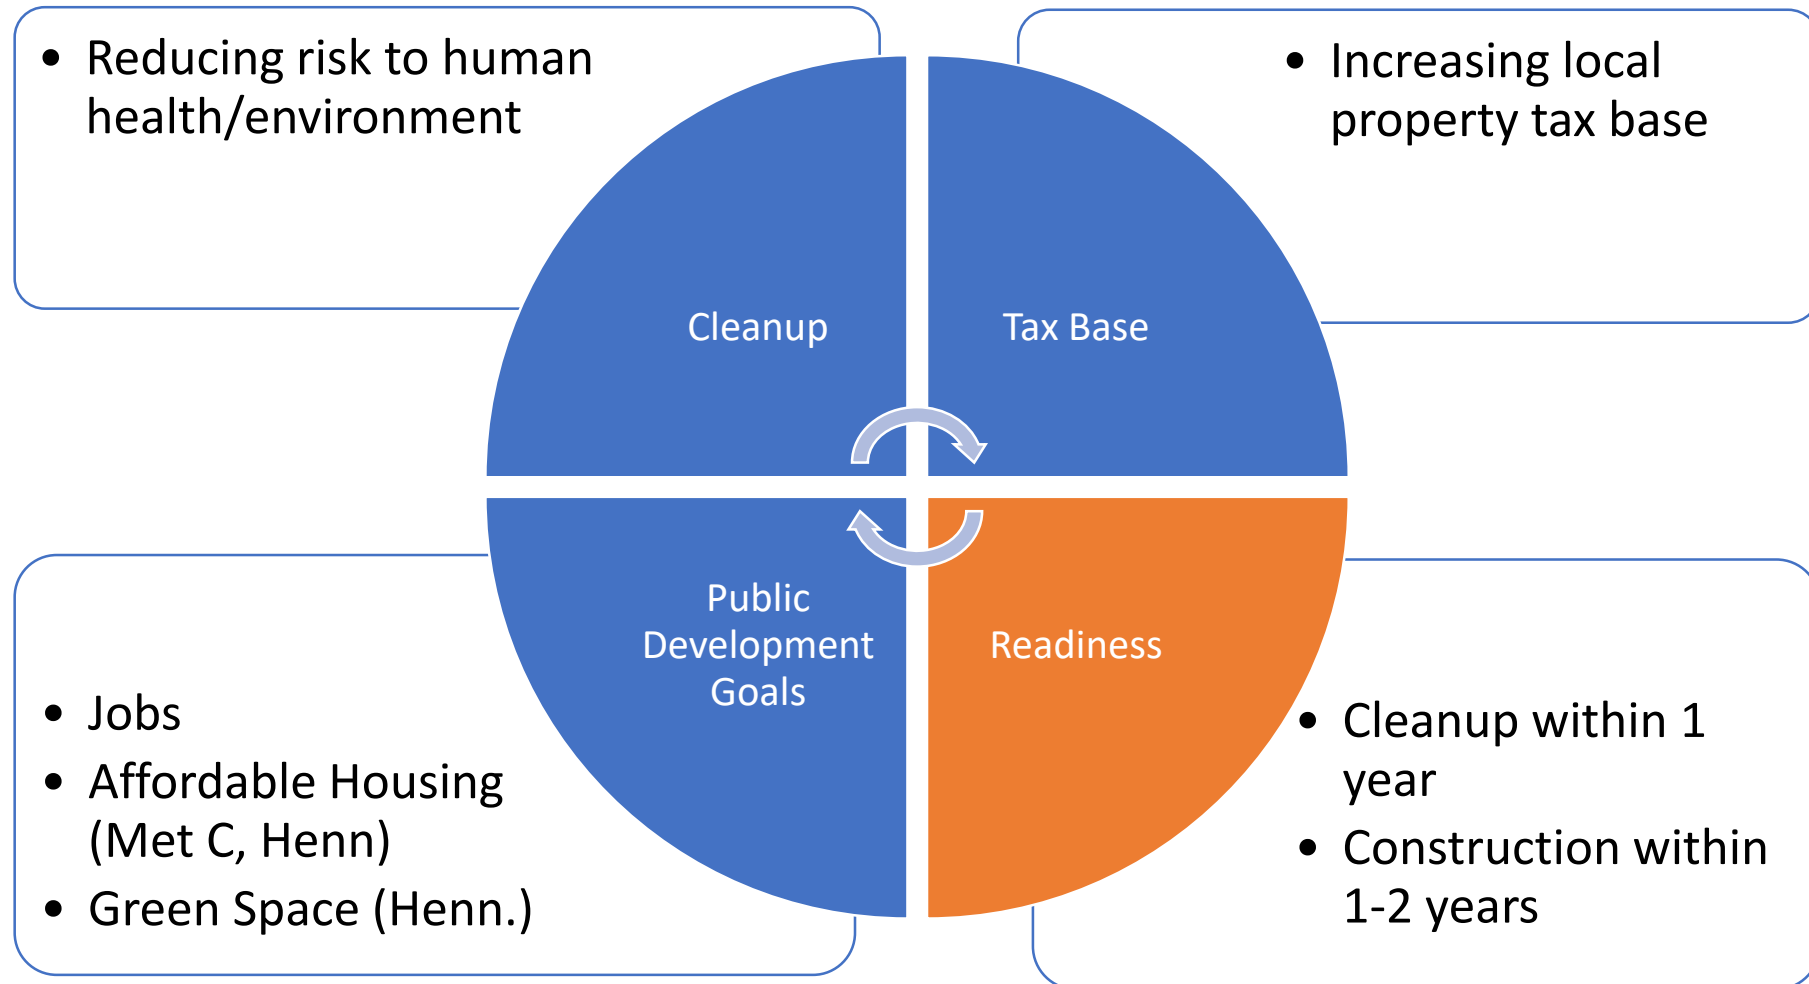 • Reducing risk to human
health/environment
• Increasing local
property tax base
Cleanup
Tax Base
Public
Development
Goals
Readiness
• Jobs
• Affordable Housing
(Met C, Henn)
• Green Space (Henn.)
• Cleanup within 1
year
• Construction within
1-2 years